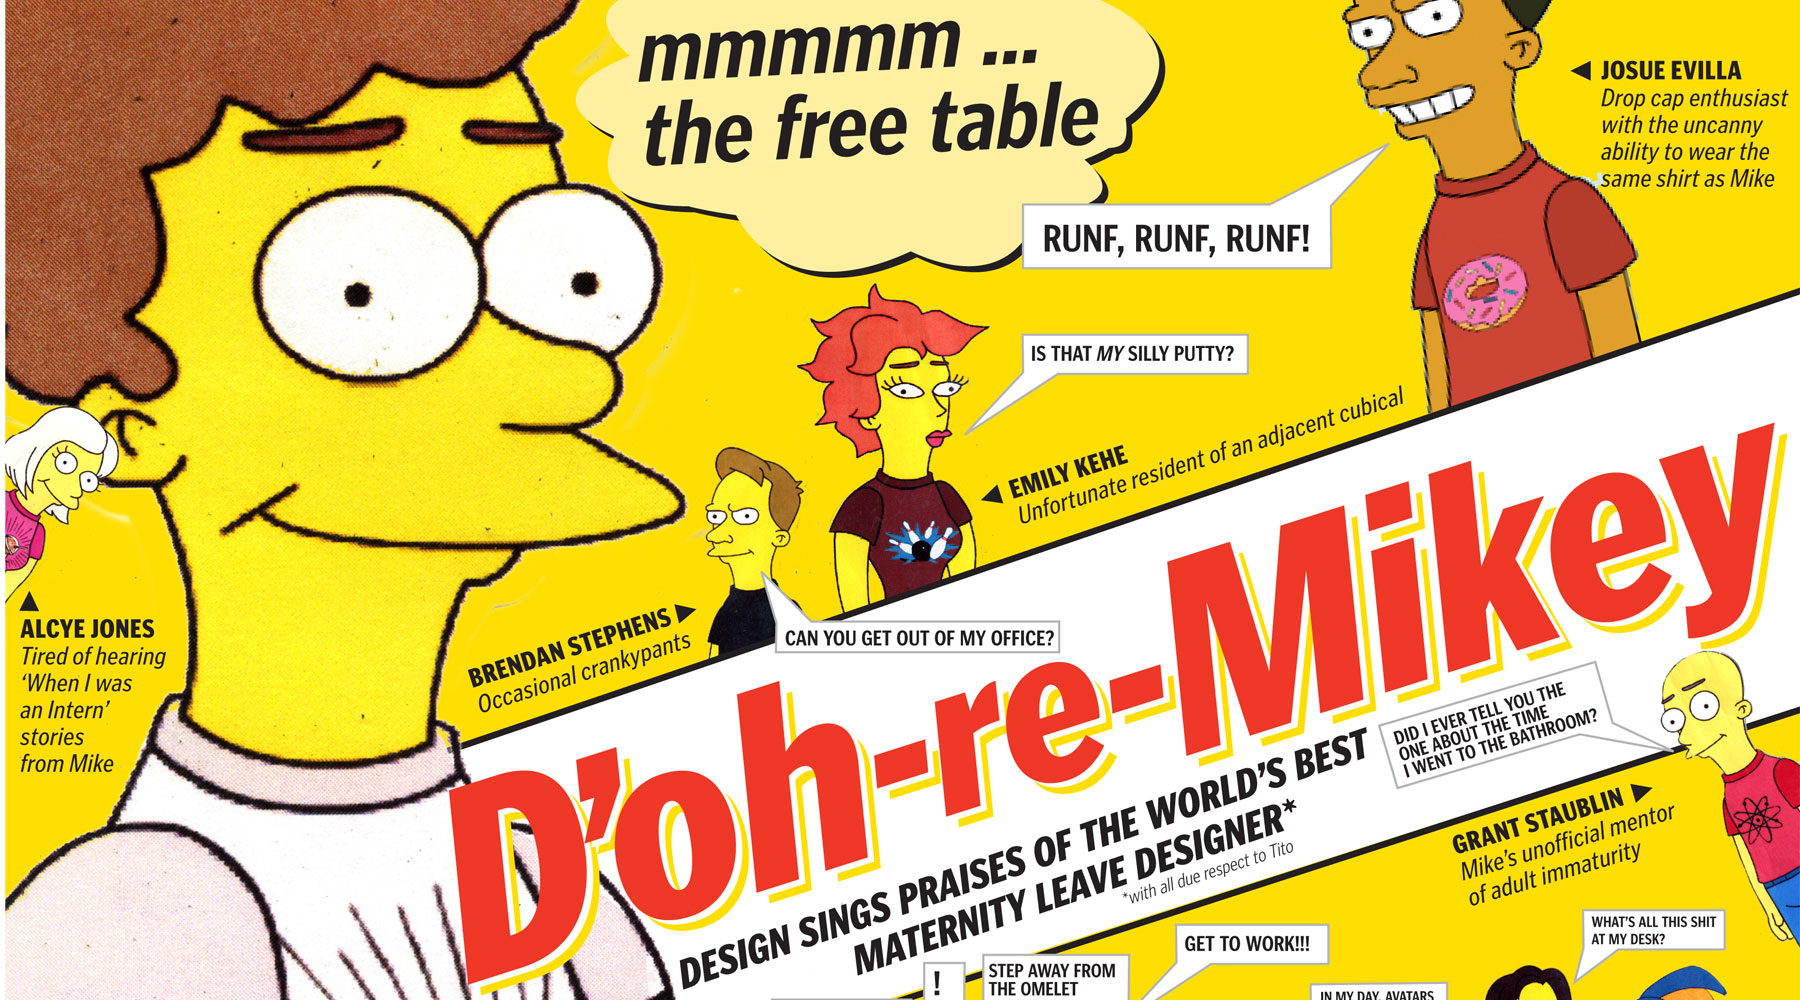 mmmmm ...
the free table
JOSUE EVILLA
Drop cap enthusiast
with the uncanny
ability to wear the
same shirt as Mike
RUNF, RUNF, RUNF!
IS THAT MY SILLY PUTTY?
EMILY KEHE
Unfortunate resident of an adjacent cubical
ALCYE JONES
Tired of hearing
‘When I was
an Intern’
stories
from Mike
BRENDAN STEPHENS
Occasional crankypants
CAN YOU GET OUT OF MY OFFICE?
D’oh-re-Mikey
DESIGN SINGS PRAISES OF THE WORLD’S BEST
MATERNITY LEAVE DESIGNER*
*with all due respect to Tito
DID I EVER TELL YOU THE
ONE ABOUT THE TIME
I WENT TO THE BATHROOM?
GRANT STAUBLIN
Mike’s unofficial mentor
of adult immaturity
WHAT’S ALL THIS SHIT
AT MY DESK?
GET TO WORK!!!
!
STEP AWAY FROM
THE OMELET
IN MY DAY, AVATARS